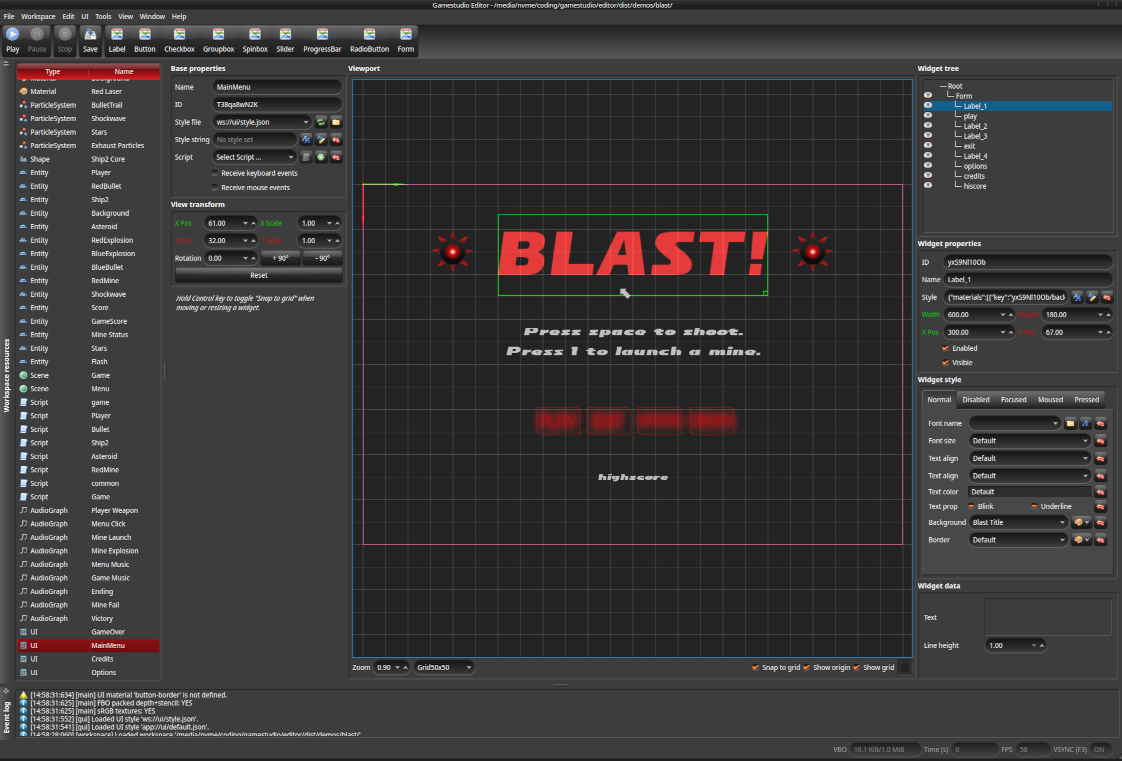 Gamestudio Editor - /media/nvme/coding/gamestudio/editor/dist/demos/blast/
File Workspace Edit UI Tools View Window Help
Play Pause Stop Save Label Button Checkbox Groupbox Spinbox Slider ProgressBar RadioButton Form
Workspace resources
Type Name
Material Background
Material Red Laser
ParticleSystem BulletTrail
ParticleSystem Shockwave
ParticleSystem Stars
ParticleSystem Exhaust Particles
Shape Ship2 Core
Entity Player
Entity RedBullet
Entity Ship2
Entity Background
Entity Asteroid
Entity RedExplosion
Entity BlueExplosion
Entity BlueBullet
Entity RedMine
Entity Shockwave
Entity Score
Entity GameScore
Entity Mine Status
Entity Stars
Entity Flash
Scene Game
Scene Menu
Script game
Script Player
Script Bullet
Script Ship2
Script Asteroid
Script RedMine
Script common
Script Game
AudioGraph Player Weapon
AudioGraph Menu Click
AudioGraph Mine Launch
AudioGraph Mine Explosion
AudioGraph Menu Music
AudioGraph Game Music
AudioGraph Ending
AudioGraph Mine Fail
AudioGraph Victory
UI GameOver
UI MainMenu
UI Credits
UI Options
Base properties
Name MainMenu
ID T38qa8wN2K
Style file ws://ui/style.json
Style string No style set
Script Select Script ...
Receive keyboard events
Receive mouse events
View transform
X Pos 61.00 X Scale 1.00
32.00 1.00
Rotation 0.00 + 90° - 90°
Reset
Hold Control key to toggle "Snap to grid" when
moving or resizing a widget.
Viewport
BLAST!
Press space to shoot.
Press 1 to launch a mine.
highscore
Zoom 0.90 Grid50x50 Snap to grid Show origin Show grid
Widget tree
Root
Form
Label_1
play
Label_2
Label_3
exit
Label_4
options
credits
hiscore
Widget properties
ID yxS9Nl10Ob
Name Label_1
Style {"materials":[{"key":"yxS9Nl10Ob/back
Width 600.00 180.00
X Pos 300.00 67.00
Enabled
Visible
Widget style
Normal Disabled Focused Moused Pressed
Font name
Font size Default
Text align Default
Text align Default
Text color Default
Text prop Blink Underline
Background Blast Title
Border Default
Widget data
Text
Line height 1.00
Event log
[14:58:31:634] [main] UI material 'button-border' is not defined.
[14:58:31:625] [main] FBO packed depth+stencil: YES
[14:58:31:625] [main] sRGB textures: YES
[14:58:31:552] [gui] Loaded UI style 'ws://ui/style.json'.
[14:58:31:541] [gui] Loaded UI style 'app://ui/default.json'.
[14:58:28:060] [workspace] Loaded workspace '/media/nvme/coding/gamestudio/editor/dist/demos/blast/'
VBO 16.1 KiB/1.0 MiB Time (s) 0 FPS 58 VSYNC (F3) ON